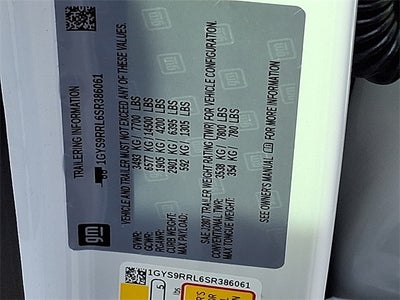 TRAILERING INFORMATION
1GYS9RRL6SR386061
VEHICLE AND TRAILER MUST NOT EXCEED ANY OF THESE VALUES.
GVWR: 3493 KG/ 7700 LBS
GCWR: 6577 KG/ 14500 LBS
RGAWR: 1905 KG/ 4200 LBS
CURB WEIGHT: 2901 KG/ 6395 LBS
MAX PAYLOAD: 592 KG/ 1305 LBS
SAE J2807 TRAILER WEIGHT RATING (TWR) FOR VEHICLE CONFIGURATION.
CONVENTIONAL TWR: 3538 KG/ 7800 LBS
MAX TONGUE WEIGHT: 354 KG/ 780 LBS
SEE OWNER'S MANUAL FOR MORE INFORMATION
gm
1GYS9RRL6SR386061
5